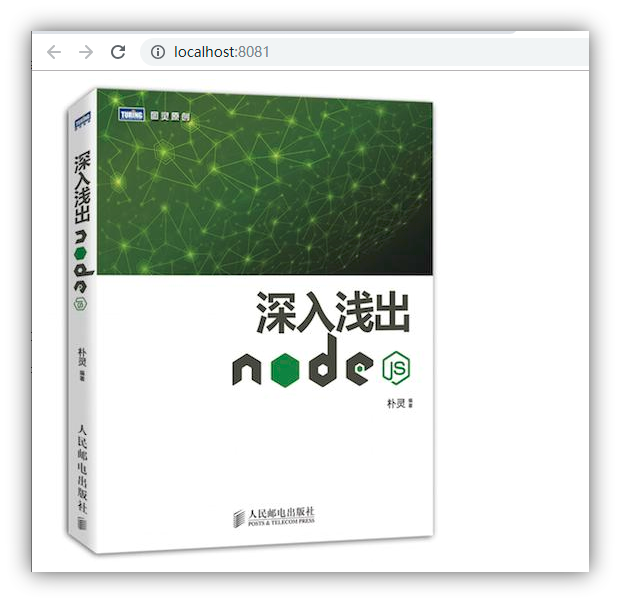 localhost:8081
TURING 图灵原创
深入浅出
node
JS
朴灵 编著
人民邮电出版社
POSTS & TELECOM PRESS
深入浅出
node
JS
朴灵 编著
人民邮电出版社